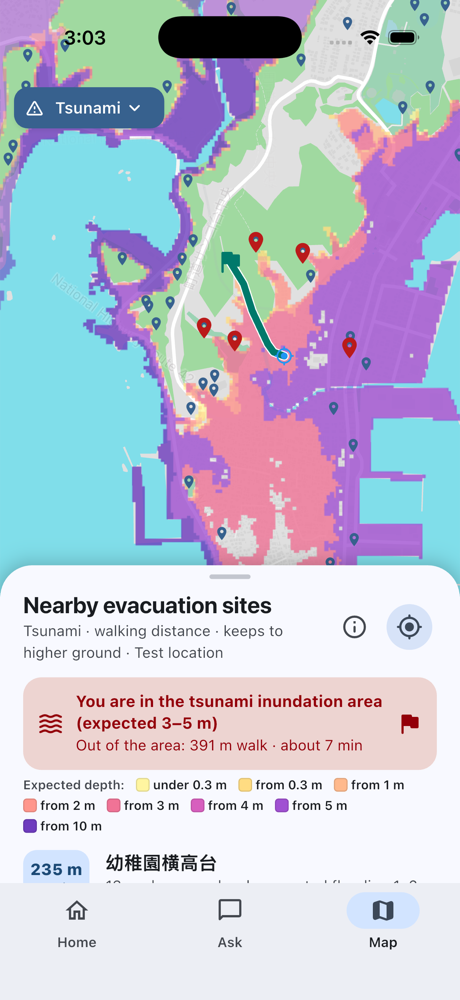 3:03
Tsunami
Nearby evacuation sites
Tsunami · walking distance · keeps to
higher ground · Test location
You are in the tsunami inundation area
(expected 3–5 m)
Out of the area: 391 m walk · about 7 min
Expected depth: under 0.3 m from 0.3 m from 1 m
from 2 m from 3 m from 4 m from 5 m
from 10 m
235 m
幼稚園横高台
Home
Ask
Map